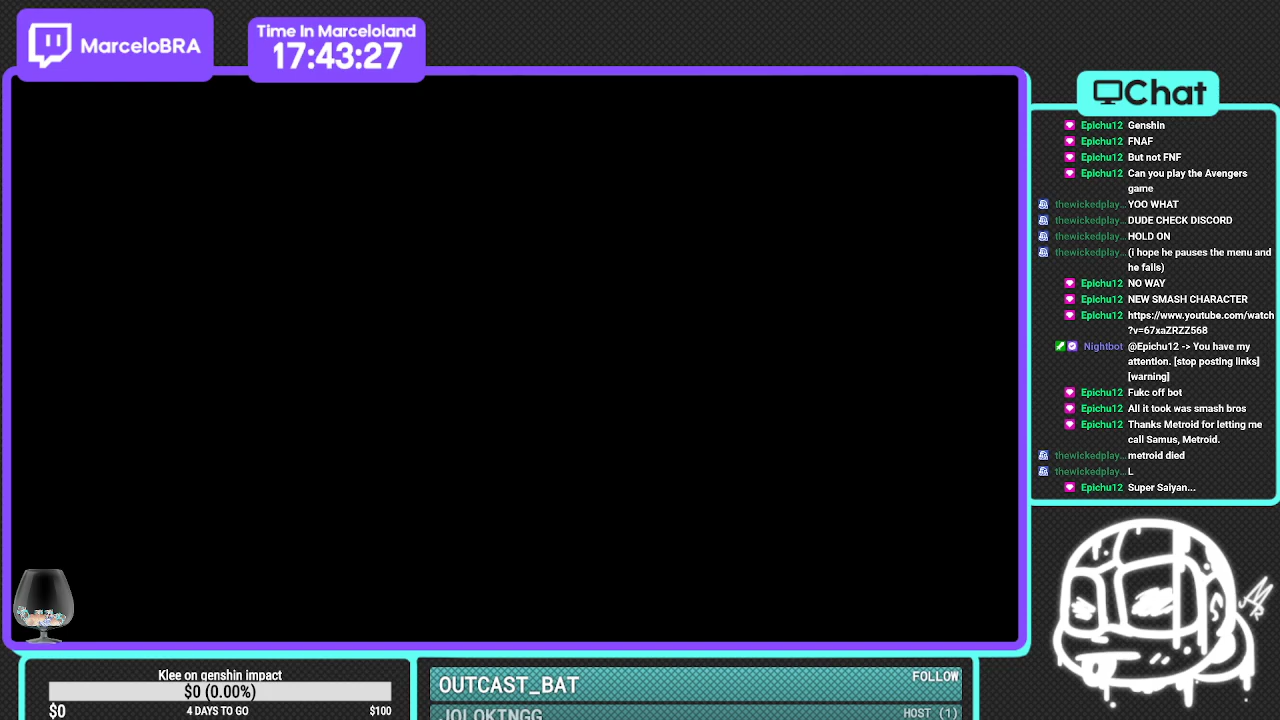 MarceloBRA
Time In Marceloland
17:43:27
Chat
Epichu12 Genshin
Epichu12 FNAF
Epichu12 But not FNF
Epichu12 Can you play the Avengers
game
thewickedplay... YOO WHAT
thewickedplay... DUDE CHECK DISCORD
thewickedplay... HOLD ON
thewickedplay... (i hope he pauses the menu and
he falls)
Epichu12 NO WAY
Epichu12 NEW SMASH CHARACTER
Epichu12 https://www.youtube.com/watch
?v=67xaZRZZ568
Nightbot @Epichu12 -> You have my
attention. [stop posting links]
[warning]
Epichu12 Fukc off bot
Epichu12 All it took was smash bros
Epichu12 Thanks Metroid for letting me
call Samus, Metroid.
thewickedplay... metroid died
thewickedplay... L
Epichu12 Super Saiyan...
Klee on genshin impact
$0 (0.00%)
$0 4 DAYS TO GO $100
OUTCAST_BAT FOLLOW
JOLOKINGG HOST (1)